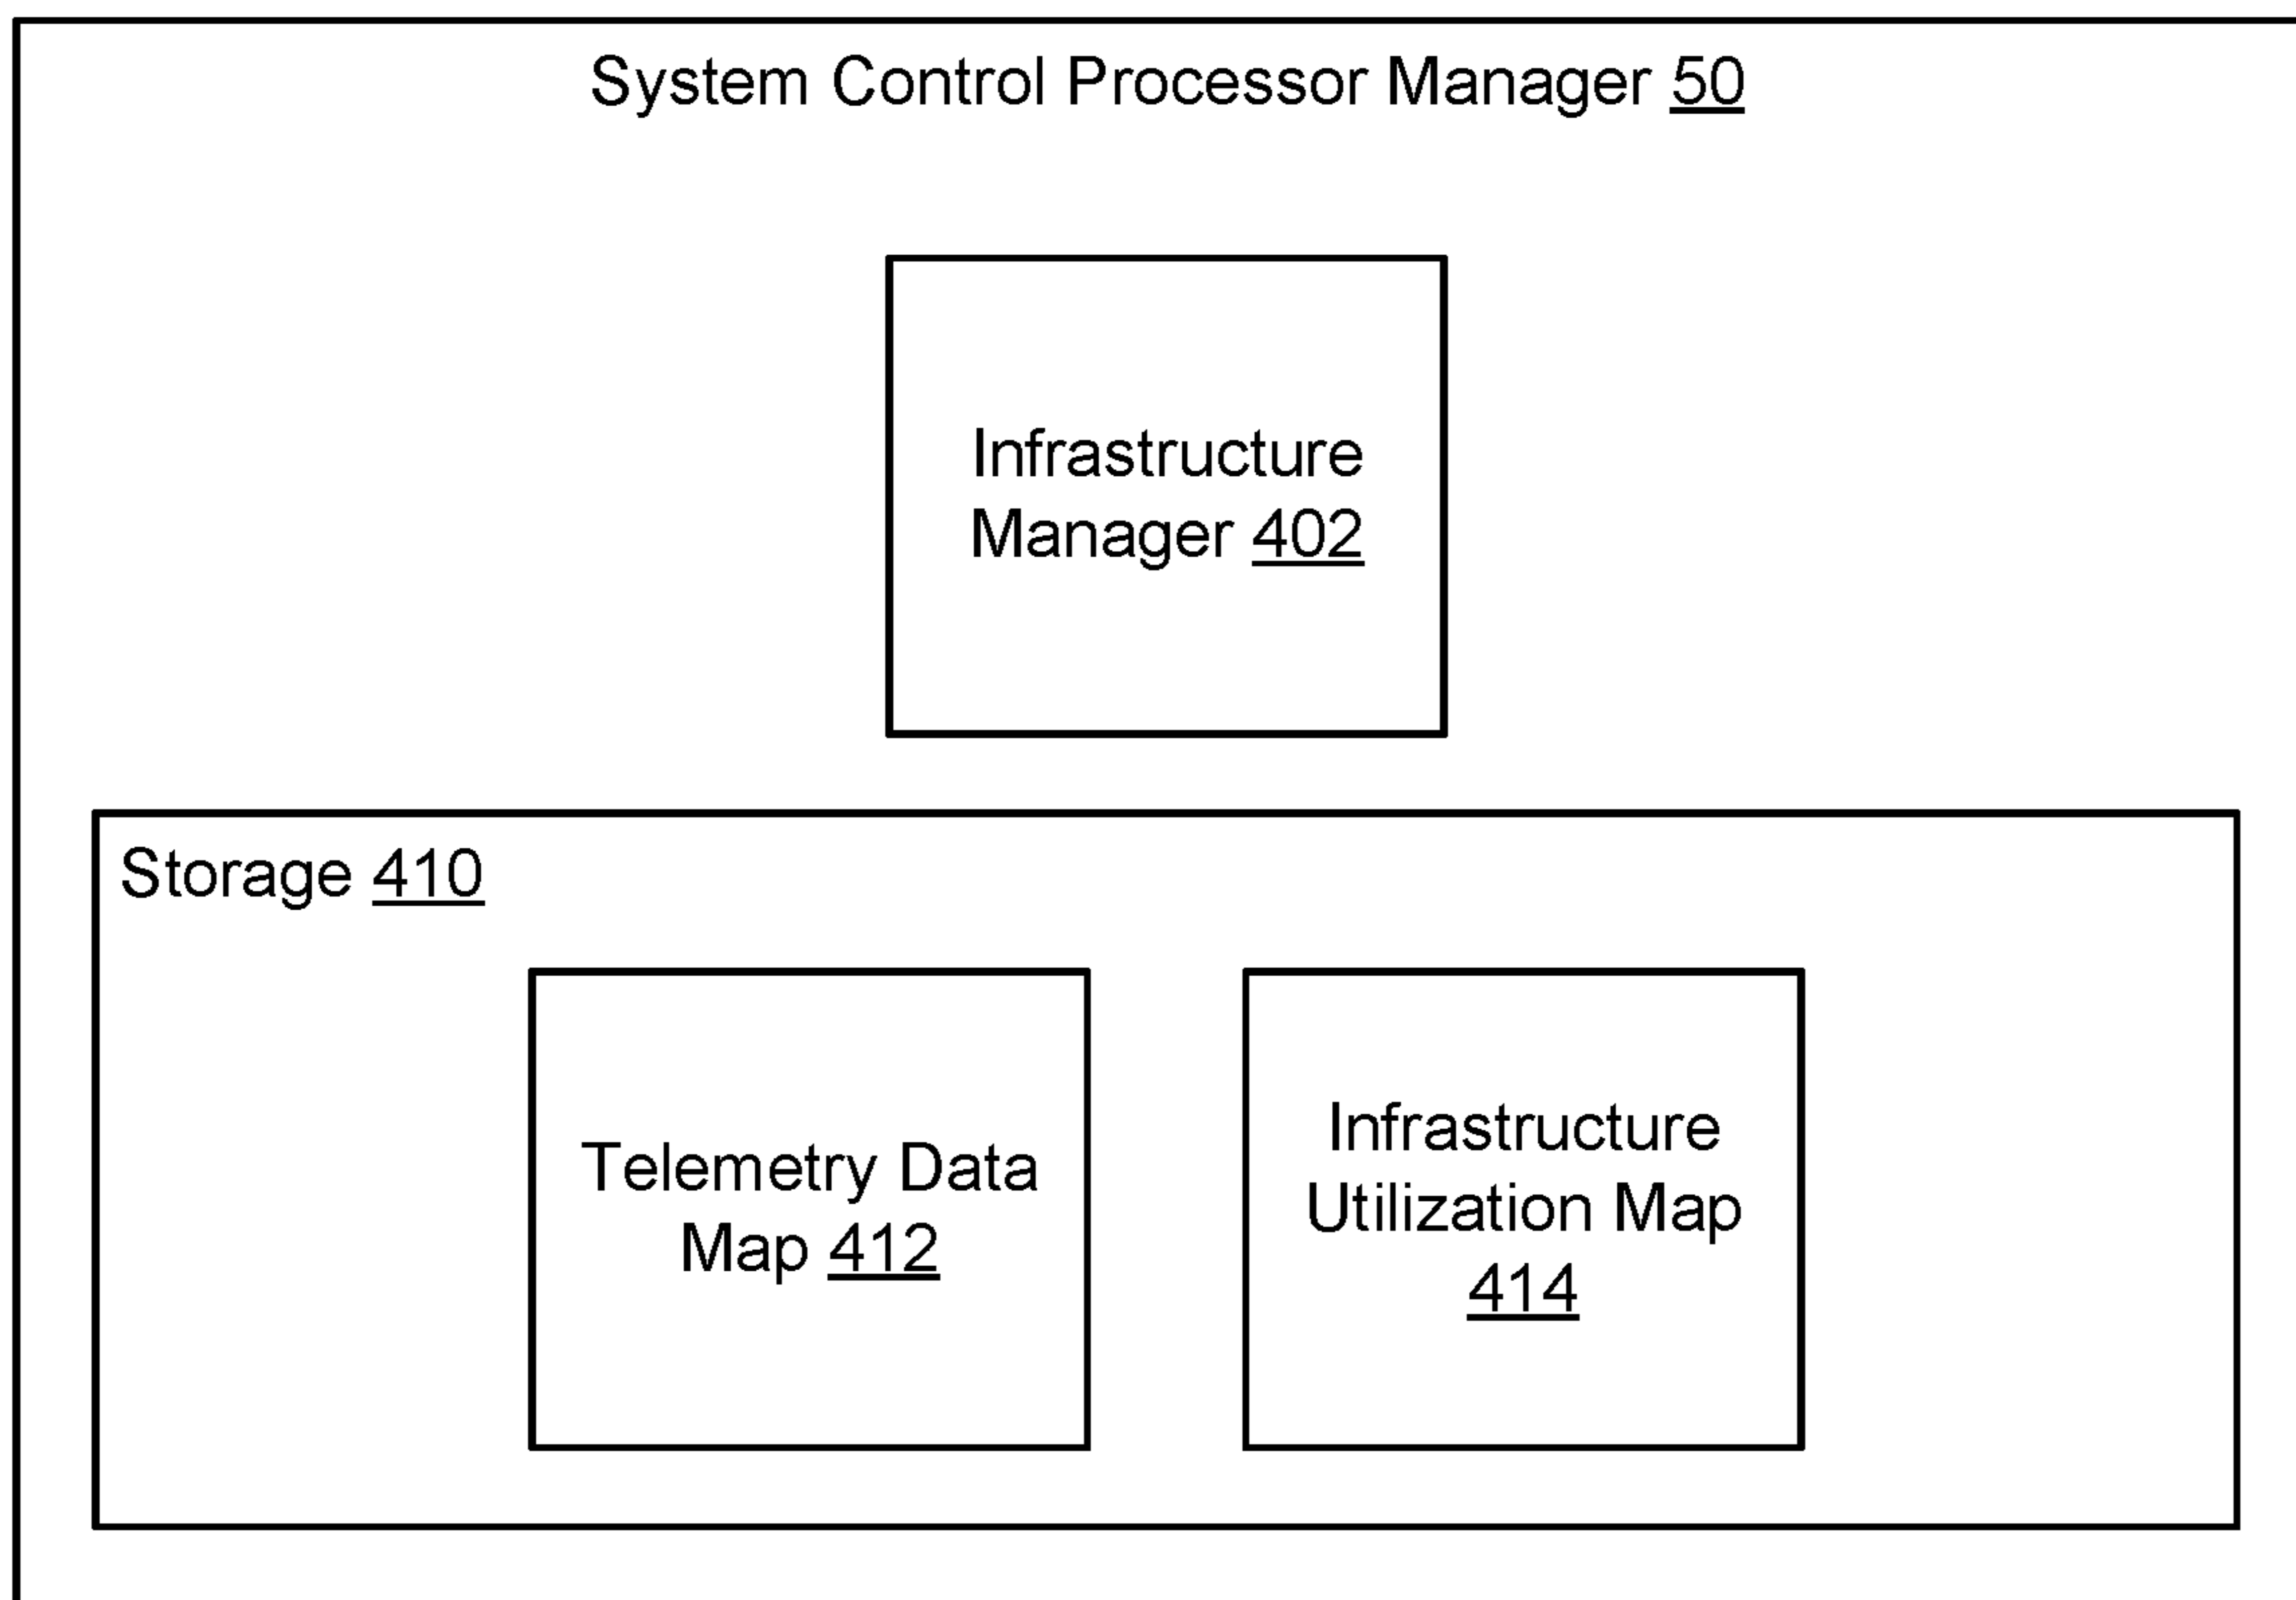 System Control Processor Manager 50
Infrastructure
Manager 402
Storage 410
Telemetry Data
Map 412
Infrastructure
Utilization Map
414